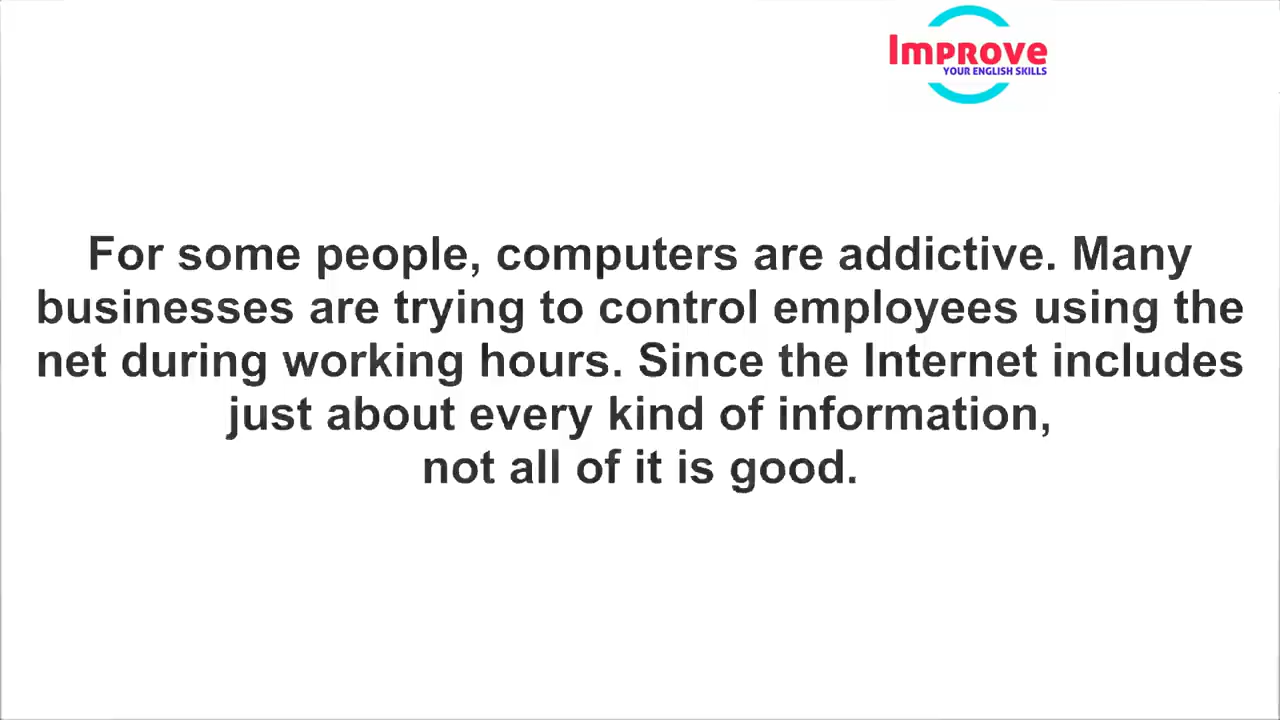 Improve
YOUR ENGLISH SKILLS
For some people, computers are addictive. Many
businesses are trying to control employees using the
net during working hours. Since the Internet includes
just about every kind of information,
not all of it is good.